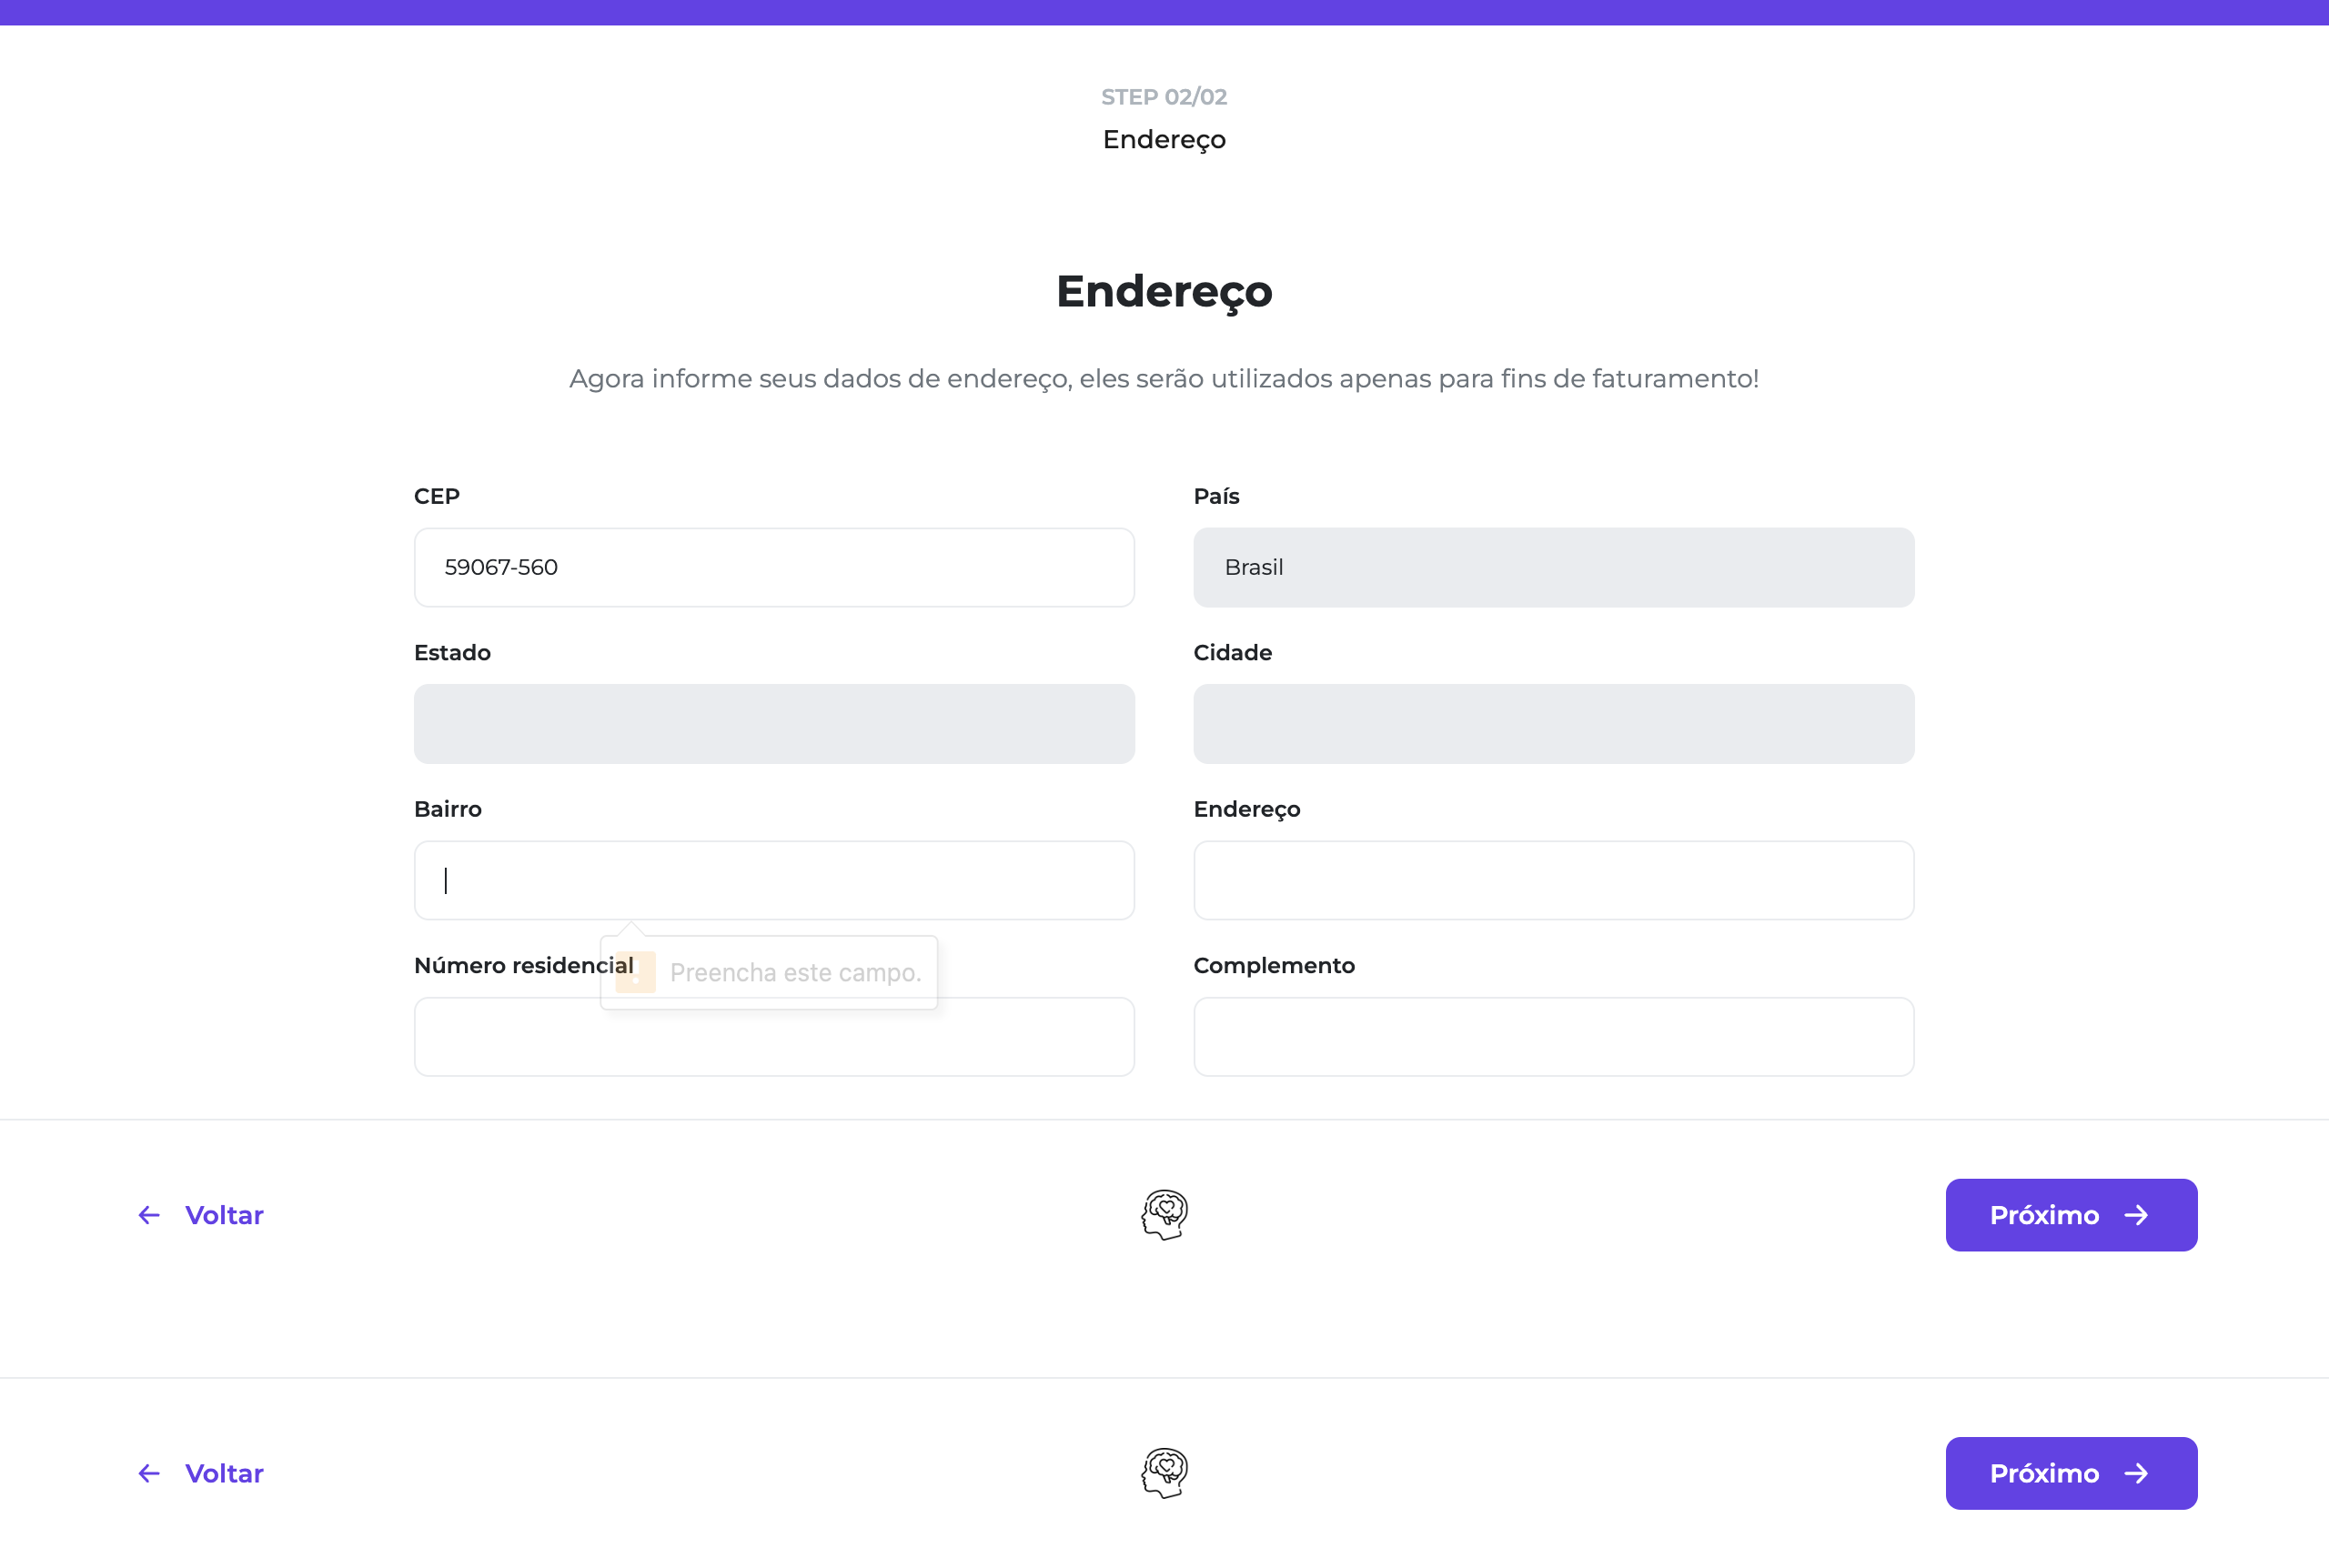 STEP 02/02
Endereço
Endereço
Agora informe seus dados de endereço, eles serão utilizados apenas para fins de faturamento!
CEP
País
59067-560
Brasil
Estado
Cidade
Bairro
Endereço
Número residencial
Preencha este campo.
Complemento
Voltar
Próximo
Voltar
Próximo